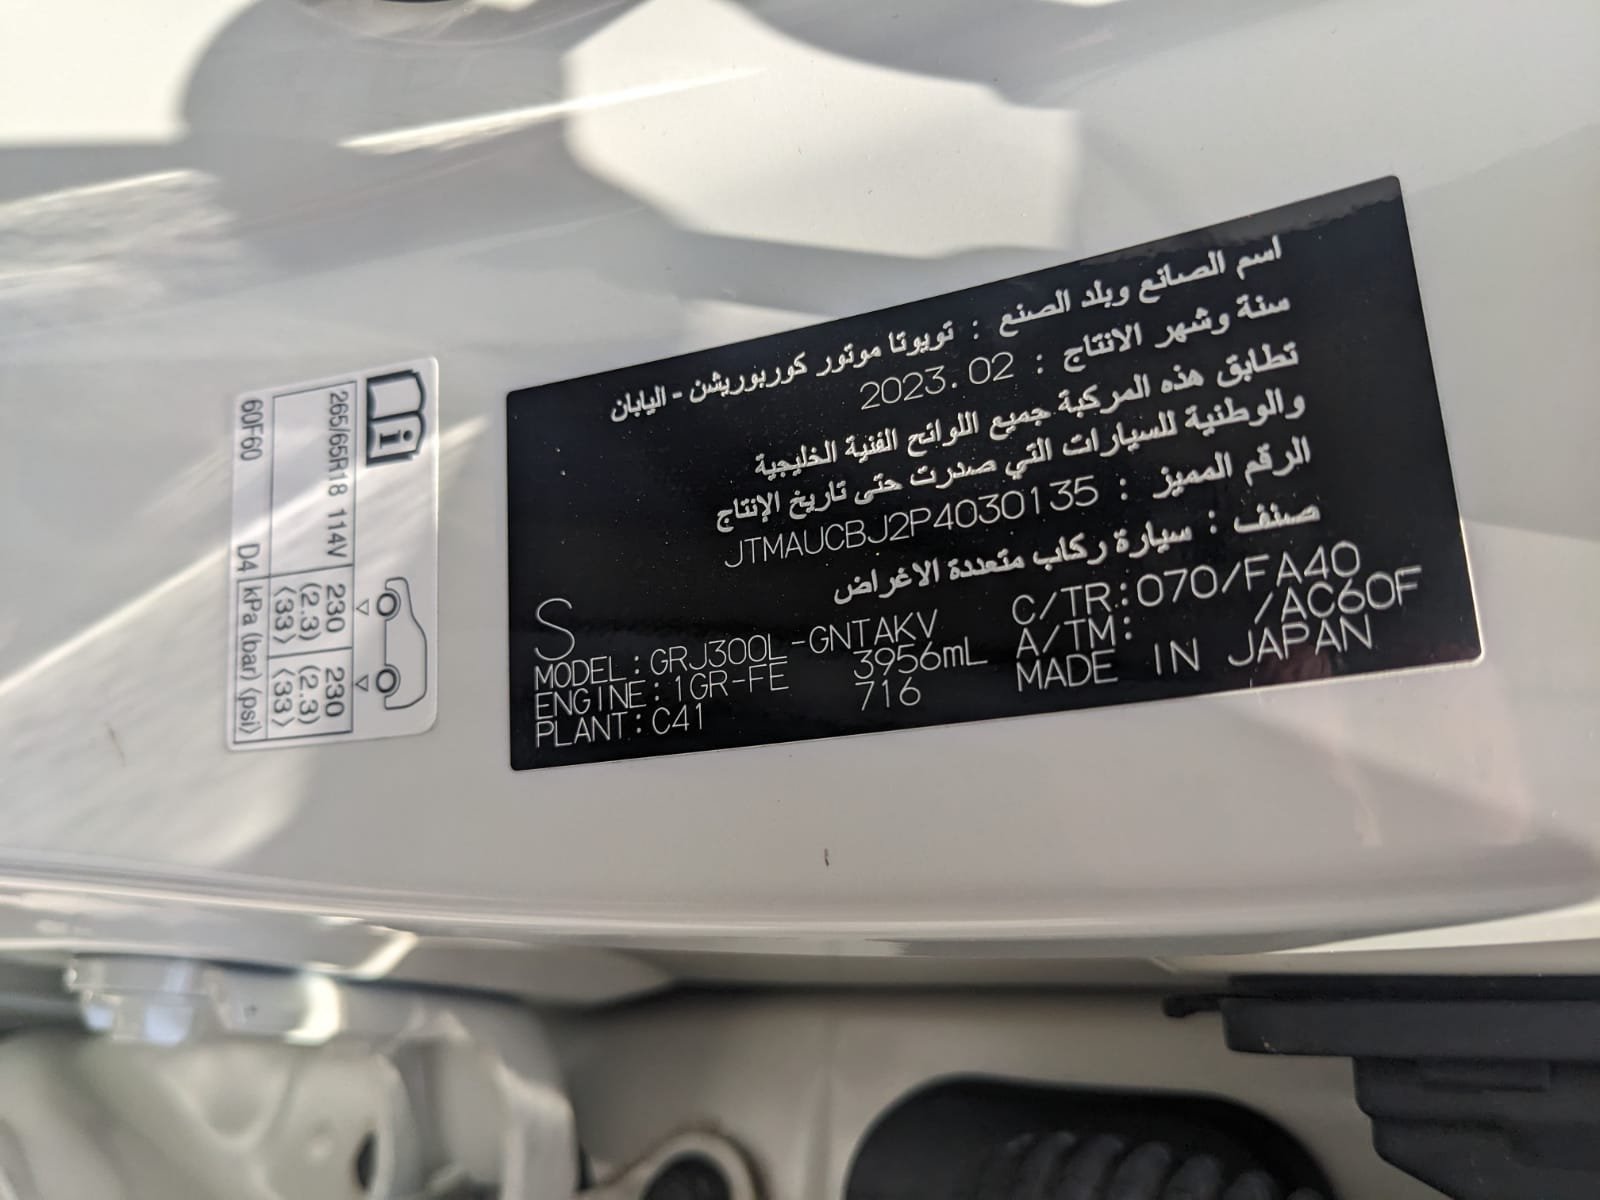 اسم الصانع وبلد الصنع : تويوتا موتور كوربوريشن - اليابان
سنة وشهر الانتاج : 2023.02
تطابق هذه المركبة جميع اللوائح الفنية الخليجية
والوطنية للسيارات التي صدرت حتى تاريخ الإنتاج
الرقم المميز : JTMAUCBJ2P4030135
صنف : سيارة ركاب متعددة الاغراض
S
MODEL:GRJ300L-GNTAKV C/TR:070/FA40
ENGINE:1GR-FE 3956mL A/TM: /AC60F
PLANT:C41 716 MADE IN JAPAN
265/65R18 114V 230 (2.3) ⟨33⟩ 230 (2.3) ⟨33⟩
60F60 D4 kPa (bar) ⟨psi⟩